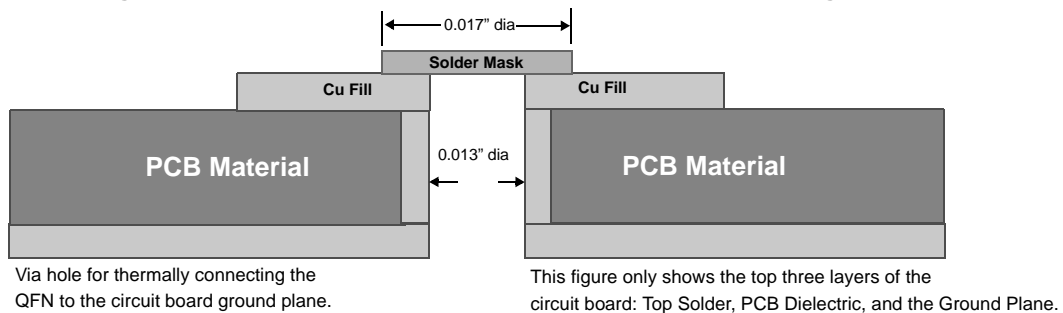 0.017” dia
Solder Mask
Cu Fill
Cu Fill
PCB Material
0.013” dia
PCB Material
Via hole for thermally connecting the
QFN to the circuit board ground plane.
This figure only shows the top three layers of the
circuit board: Top Solder, PCB Dielectric, and the Ground Plane.